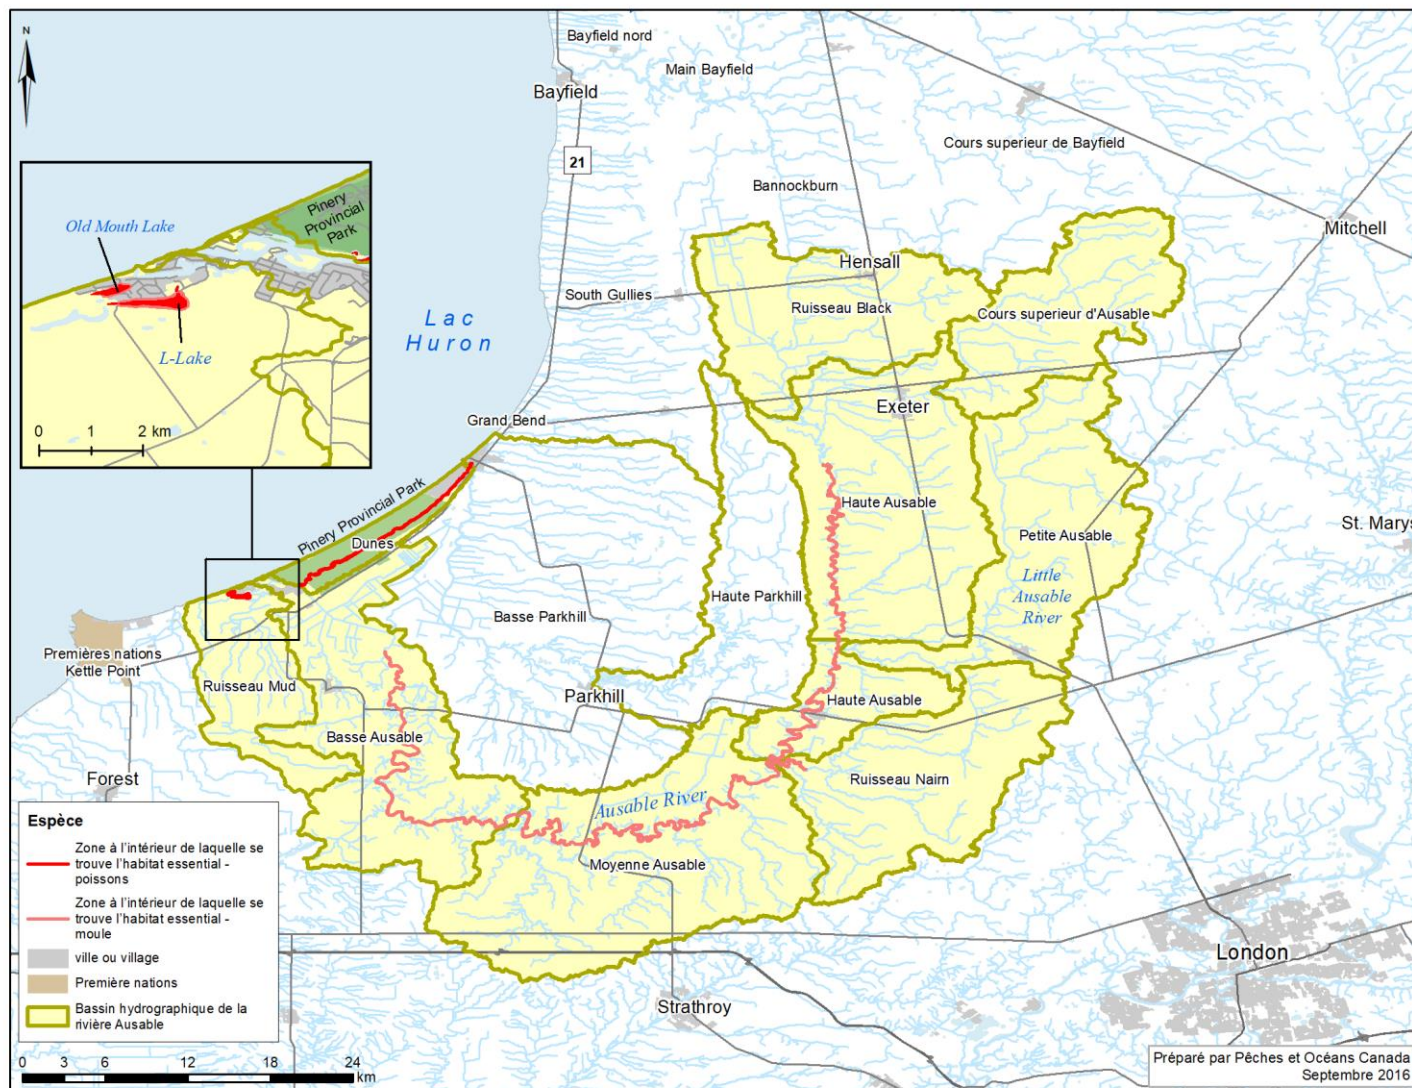 N
Bayfield nord
Main Bayfield
Bayfield
Cours superieur de Bayfield
21
Bannockburn
Mitchell
Old Mouth Lake
Pinery
Provincial
Park
L-Lake
0 1 2 km
Hensall
South Gullies
Ruisseau Black
Cours superieur d'Ausable
Lac
Huron
Exeter
Grand Bend
Pinery Provincial Park
Dunes
Haute Ausable
St. Marys
Petite Ausable
Little
Ausable
River
Haute Parkhill
Basse Parkhill
Premières nations
Kettle Point
Ruisseau Mud
Parkhill
Haute Ausable
Basse Ausable
Ruisseau Nairn
Forest
Ausable River
Moyenne Ausable
London
Strathroy
Espèce
Zone à l'intérieur de laquelle se
trouve l'habitat essential -
poissons
Zone à l'intérieur de laquelle se
trouve l'habitat essential -
moule
ville ou village
Première nations
Bassin hydrographique de la
rivière Ausable
0 3 6 12 18 24
km
Préparé par Pêches et Océans Canada
Septembre 2016